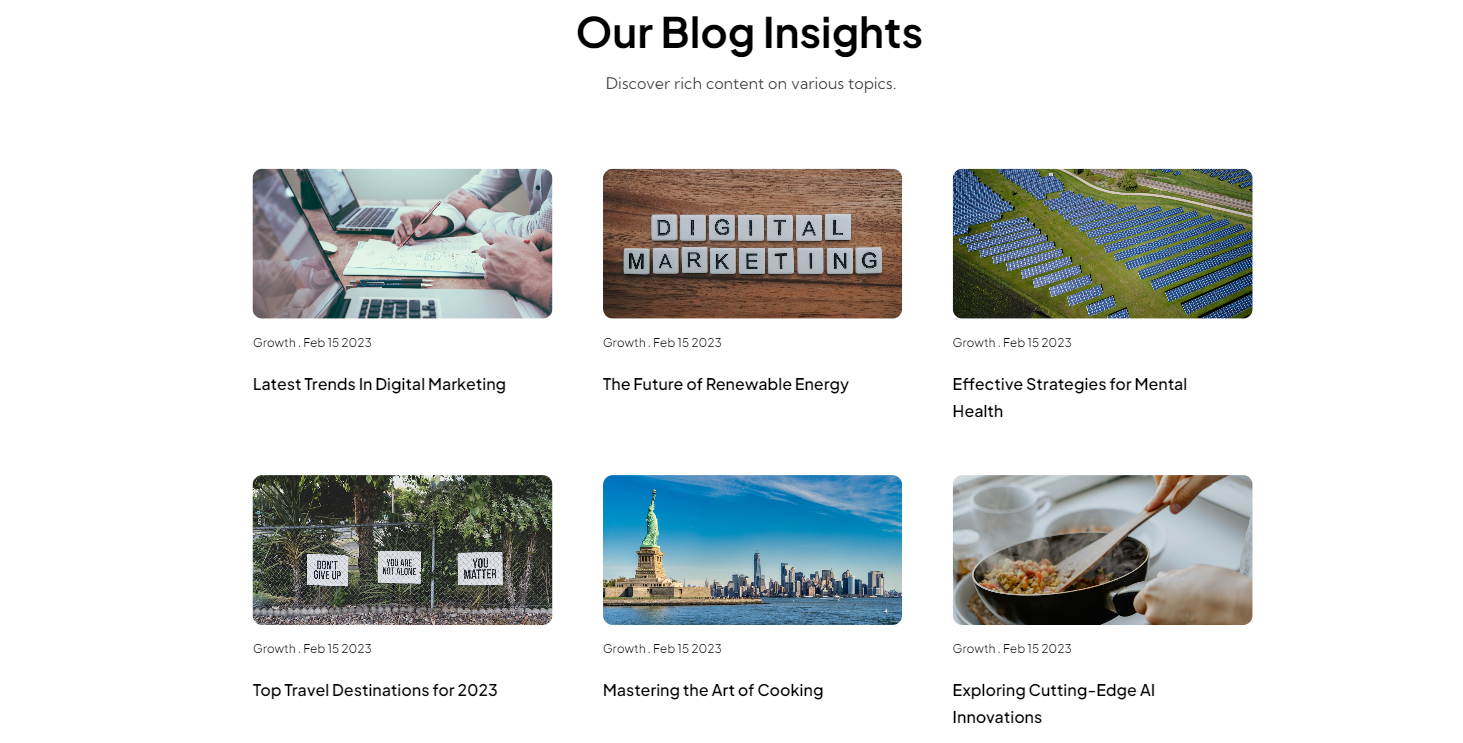 Our Blog Insights
Discover rich content on various topics.
DIGITAL
MARKETING
Growth . Feb 15 2023
Growth . Feb 15 2023
Growth . Feb 15 2023
Latest Trends In Digital Marketing
The Future of Renewable Energy
Effective Strategies for Mental
Health
DON'T
GIVE UP
YOU ARE
NOT ALONE
YOU
MATTER
Growth . Feb 15 2023
Growth . Feb 15 2023
Growth . Feb 15 2023
Top Travel Destinations for 2023
Mastering the Art of Cooking
Exploring Cutting-Edge AI
Innovations